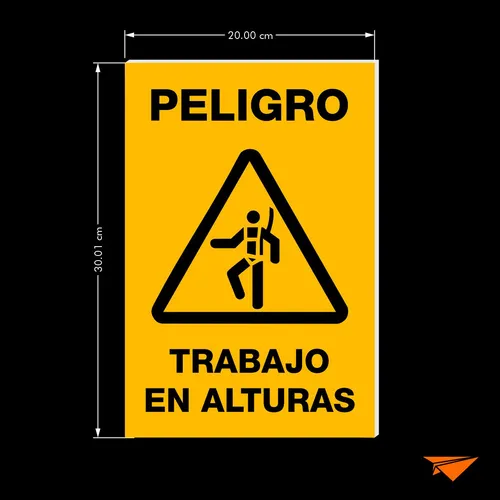 20.00 cm
PELIGRO
30.01 cm
TRABAJO
EN ALTURAS